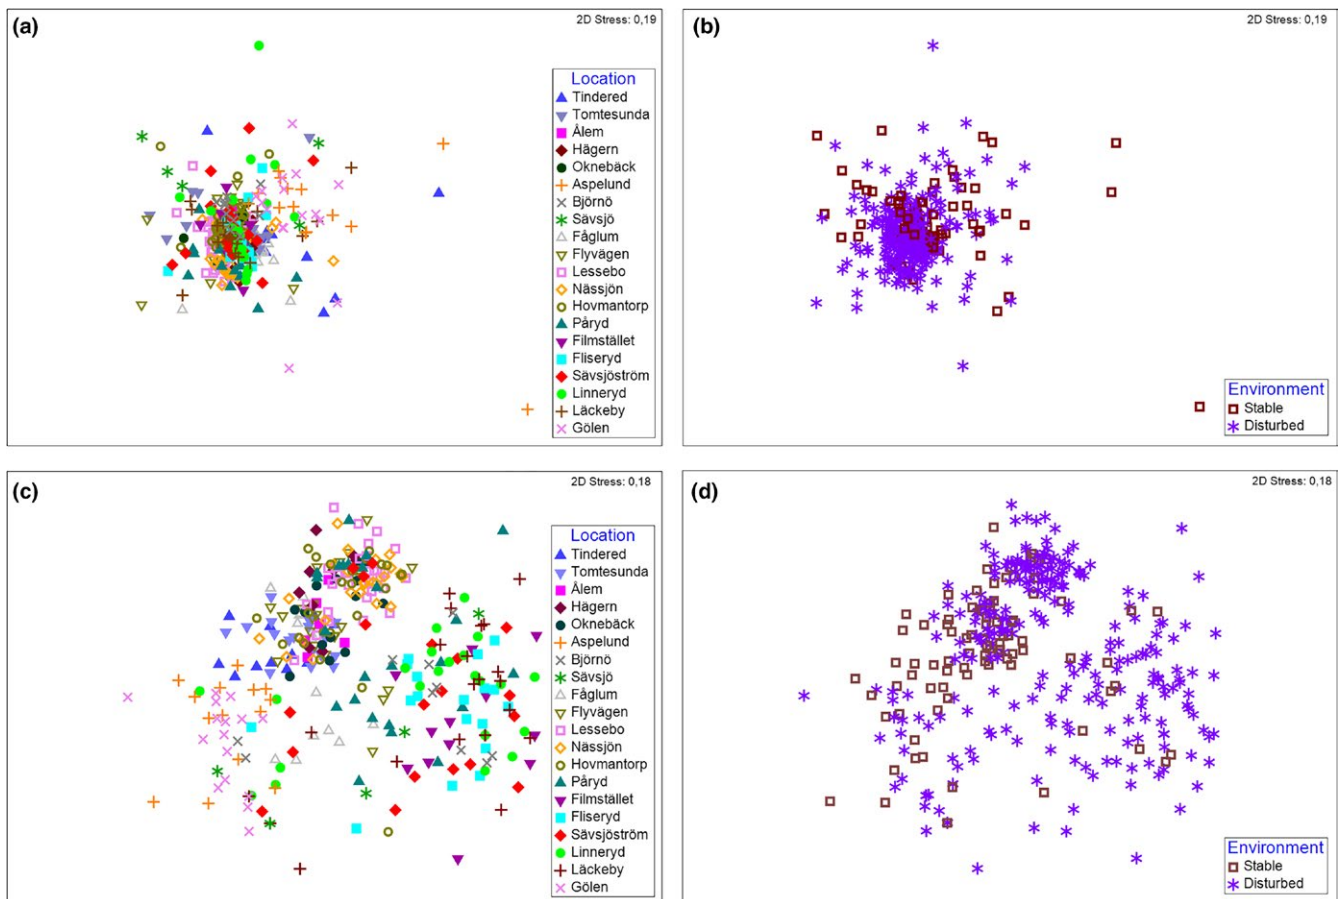 (a)
2D Stress: 0,19
Location
Tindered
Tomtesunda
Ålem
Hägern
Oknebäck
Aspelund
Björnö
Sävsjö
Fåglum
Flyvägen
Lessebo
Nässjön
Hovmantorp
Påryd
Filmstället
Fliseryd
Sävsjöström
Linneryd
Läckeby
Gölen
(b)
2D Stress: 0,19
Environment
Stable
Disturbed
(c)
2D Stress: 0,18
Location
Tindered
Tomtesunda
Ålem
Hägern
Oknebäck
Aspelund
Björnö
Sävsjö
Fåglum
Flyvägen
Lessebo
Nässjön
Hovmantorp
Påryd
Filmstället
Fliseryd
Sävsjöström
Linneryd
Läckeby
Gölen
(d)
2D Stress: 0,18
Environment
Stable
Disturbed